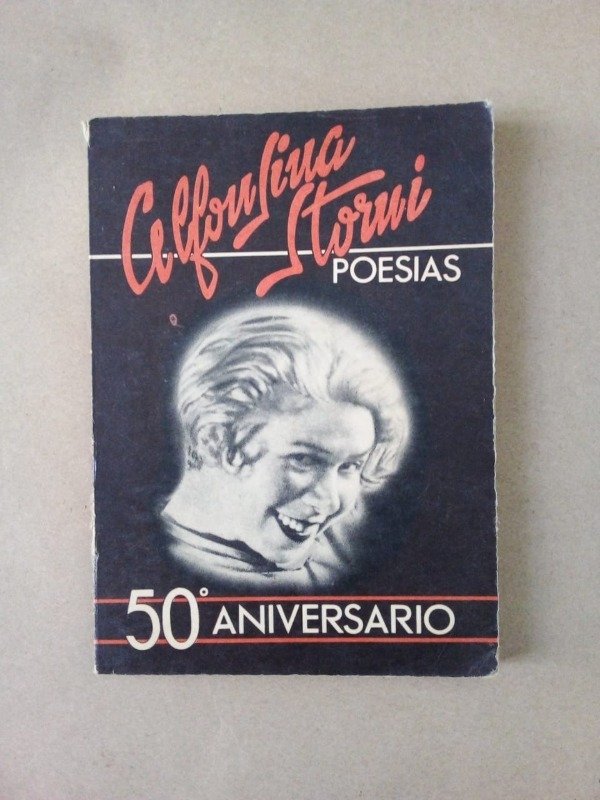 Alfonsina
Storni
POESIAS
50° ANIVERSARIO